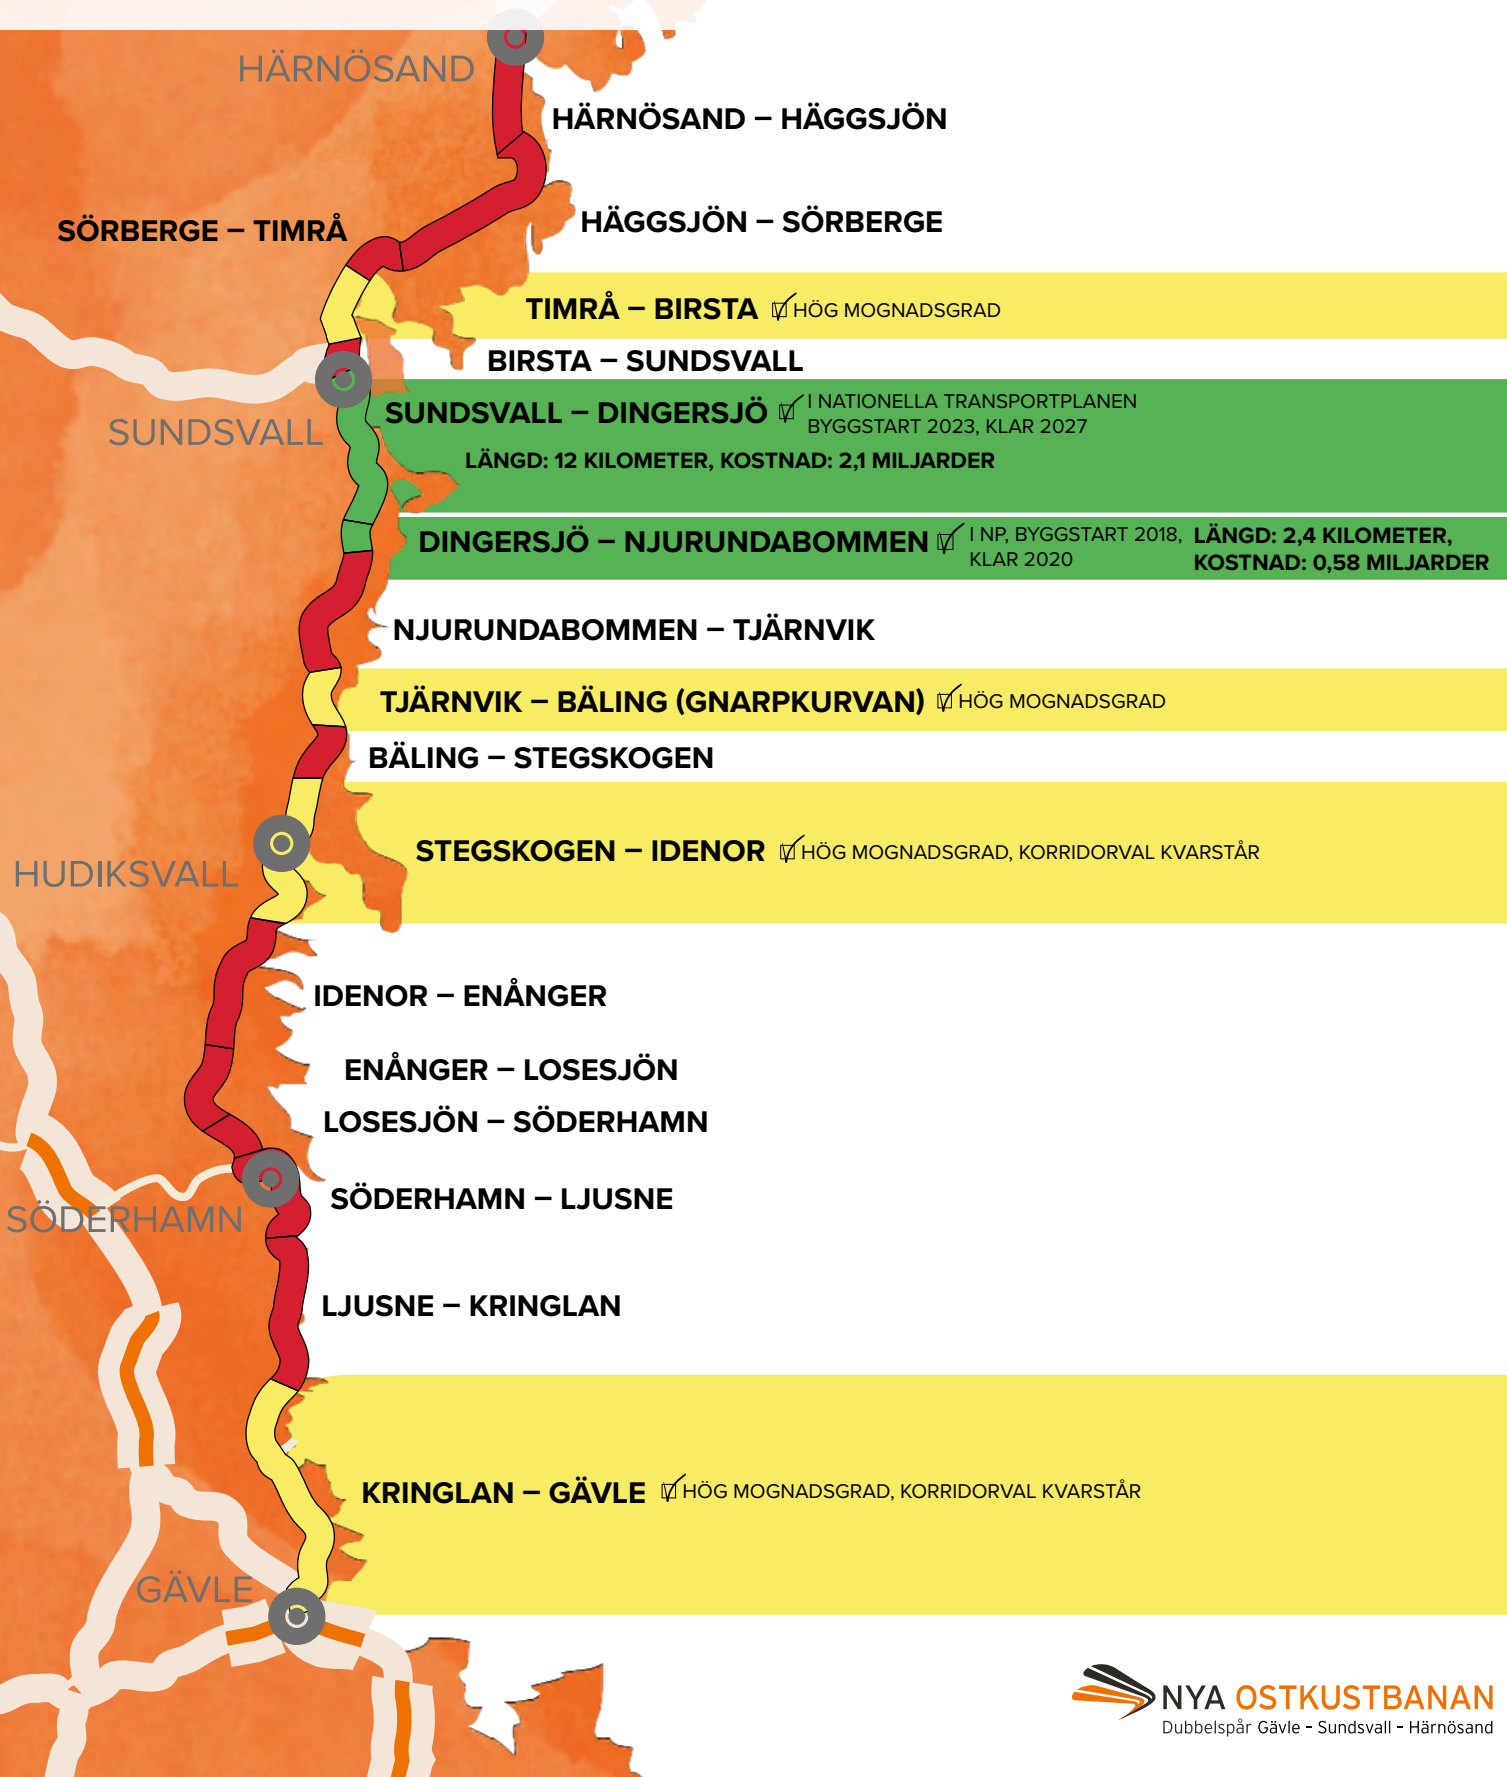 HÄRNÖSAND
HÄRNÖSAND – HÄGGSJÖN
HÄGGSJÖN – SÖRBERGE
SÖRBERGE – TIMRÅ
TIMRÅ – BIRSTA HÖG MOGNADSGRAD
BIRSTA – SUNDSVALL
SUNDSVALL
SUNDSVALL – DINGERSJÖ I NATIONELLA TRANSPORTPLANEN
BYGGSTART 2023, KLAR 2027
LÄNGD: 12 KILOMETER, KOSTNAD: 2,1 MILJARDER
DINGERSJÖ – NJURUNDABOMMEN I NP, BYGGSTART 2018,
KLAR 2020
LÄNGD: 2,4 KILOMETER,
KOSTNAD: 0,58 MILJARDER
NJURUNDABOMMEN – TJÄRNVIK
TJÄRNVIK – BÄLING (GNARPKURVAN) HÖG MOGNADSGRAD
BÄLING – STEGSKOGEN
STEGSKOGEN – IDENOR HÖG MOGNADSGRAD, KORRIDORVAL KVARSTÅR
HUDIKSVALL
IDENOR – ENÅNGER
ENÅNGER – LOSESJÖN
LOSESJÖN – SÖDERHAMN
SÖDERHAMN – LJUSNE
SÖDERHAMN
LJUSNE – KRINGLAN
KRINGLAN – GÄVLE HÖG MOGNADSGRAD, KORRIDORVAL KVARSTÅR
GÄVLE
NYA OSTKUSTBANAN
Dubbelspår Gävle - Sundsvall - Härnösand